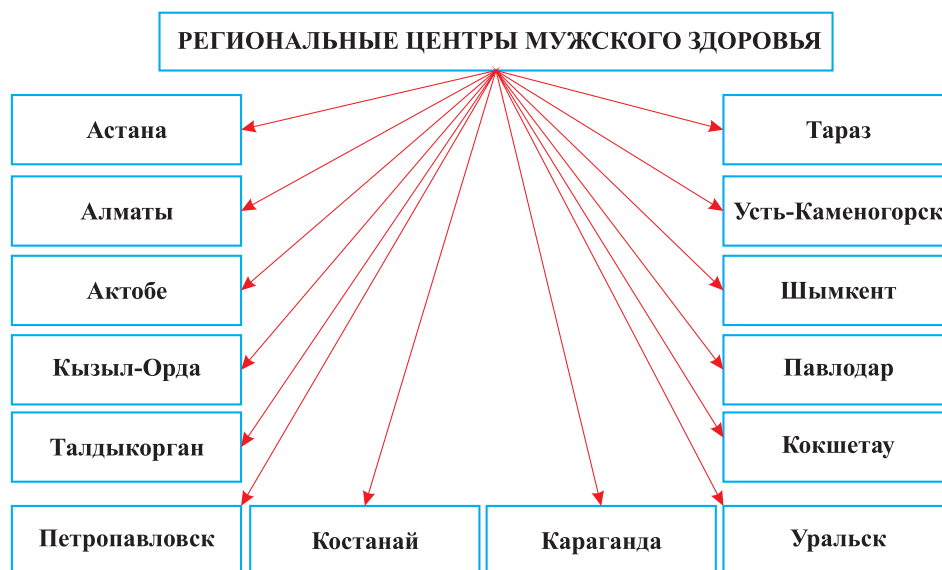 РЕГИОНАЛЬНЫЕ ЦЕНТРЫ МУЖСКОГО ЗДОРОВЬЯ
Астана
Тараз
Алматы
Усть-Каменогорск
Актобе
Шымкент
Кызыл-Орда
Павлодар
Талдыкорган
Кокшетау
Петропавловск
Костанай
Караганда
Уральск